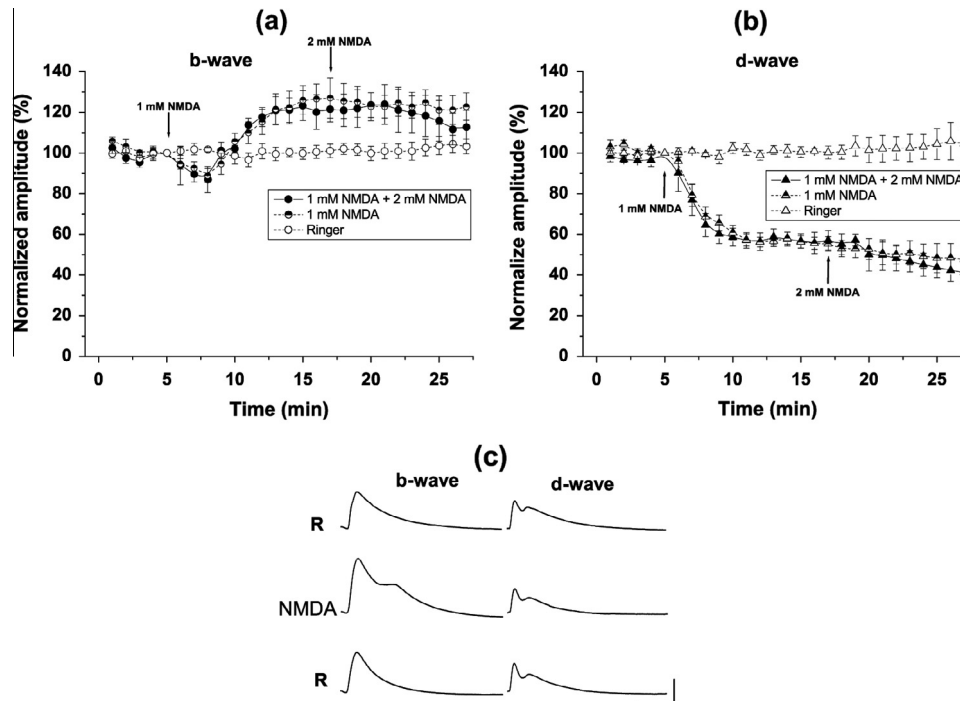 (a)
b-wave
2 mM NMDA
1 mM NMDA
Normalized amplitude (%)
140
120
100
80
60
40
20
0
1 mM NMDA + 2 mM NMDA
1 mM NMDA
Ringer
0 5 10 15 20 25
Time (min)
(b)
d-wave
Normalize amplitude (%)
140
120
100
80
60
40
20
0
1 mM NMDA
1 mM NMDA + 2 mM NMDA
1 mM NMDA
Ringer
2 mM NMDA
0 5 10 15 20 25
Time (min)
(c)
b-wave d-wave
R
NMDA
R